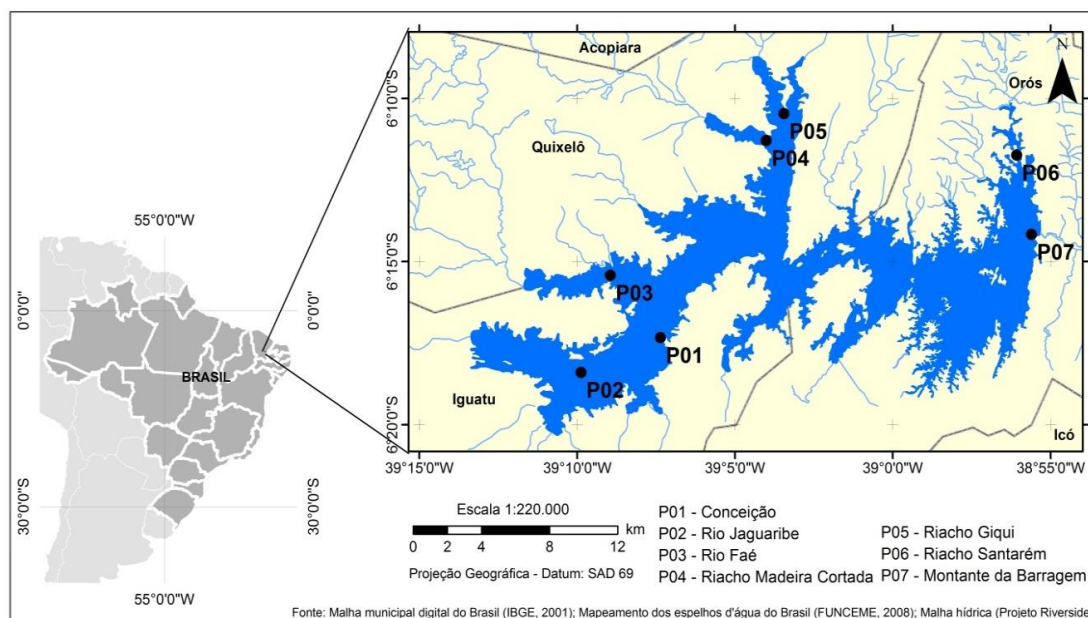 55°0'0"W
0°0'0"
0°0'0"
BRASIL
30°0'0"S
30°0'0"S
55°0'0"W
Acopiara
N
Orós
6°10'0"S
P05
P04
Quixelô
P06
P07
6°15'0"S
P03
P01
P02
Iguatu
6°20'0"S
Icó
39°15'0"W
39°10'0"W
39°5'0"W
39°0'0"W
38°55'0"W
Escala 1:220.000
km
0 2 4 8 12
Projeção Geográfica - Datum: SAD 69
P01 - Conceição
P02 - Rio Jaguaribe
P03 - Rio Faé
P04 - Riacho Madeira Cortada
P05 - Riacho Giqui
P06 - Riacho Santarém
P07 - Montante da Barragem
Fonte: Malha municipal digital do Brasil (IBGE, 2001); Mapeamento dos espelhos d'água do Brasil (FUNCEME, 2008); Malha hídrica (Projeto Riverside